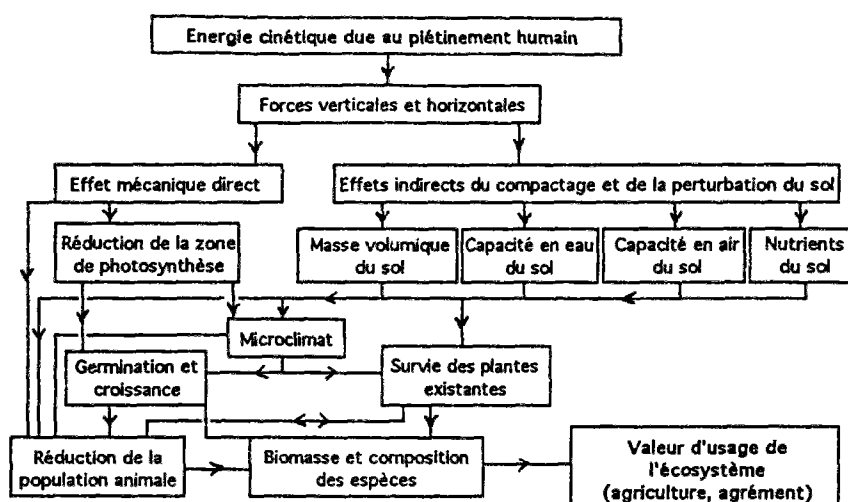 Energie cinétique due au piétinement humain
Forces verticales et horizontales
Effet mécanique direct
Effets indirects du compactage et de la perturbation du sol
Réduction de la zone
de photosynthèse
Masse volumique
du sol
Capacité en eau
du sol
Capacité en air
du sol
Nutrients
du sol
Microclimat
Germination et
croissance
Survie des plantes
existantes
Réduction de la
population animale
Biomasse et composition
des espèces
Valeur d'usage de
l'écosystème
(agriculture, agrément)